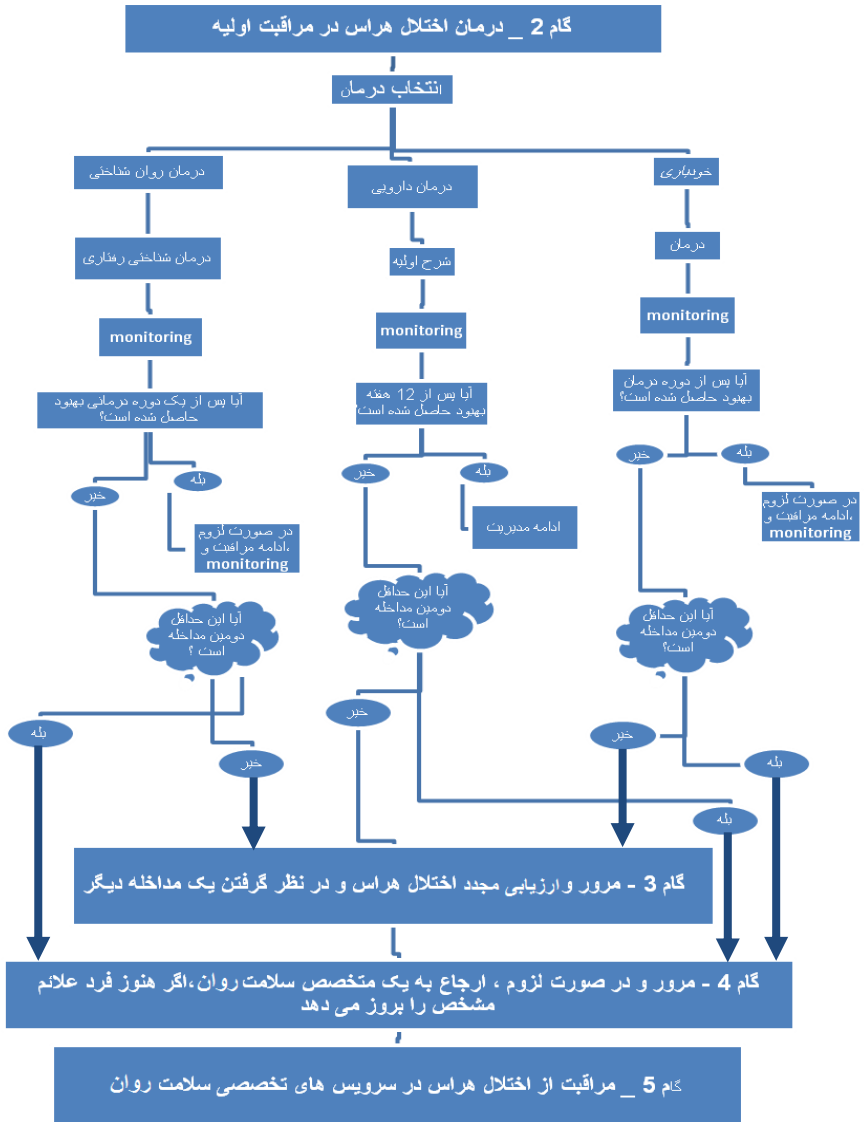 گام 2 _ درمان اختلال هراس در مراقبت اولیه
انتخاب درمان
خودیاری
درمان
monitoring
آیا پس از دوره درمان
بهبود حاصل شده است؟
بله
خیر
در صورت لزوم
،ادامه مراقبت و
monitoring
آیا این حداقل
دومین مداخله
است؟
خیر
بله
درمان دارویی
شرح اولیه
monitoring
آیا پس از 12 هفته
بهبود حاصل شده است؟
بله
خیر
ادامه مدیریت
آیا این حداقل
دومین مداخله
است؟
خیر
بله
درمان روان شناختی
درمان شناختی رفتاری
monitoring
آیا پس از یک دوره درمانی بهبود
حاصل شده است؟
بله
خیر
در صورت لزوم
،ادامه مراقبت و
monitoring
آیا این حداقل
دومین مداخله
است ؟
بله
خیر
گام 3 - مرور و ارزیابی مجدد اختلال هراس و در نظر گرفتن یک مداخله دیگر
گام 4 - مرور و در صورت لزوم ، ارجاع به یک متخصص سلامت روان،اگر هنوز فرد علائم
مشخص را بروز می دهد
گام 5 _ مراقبت از اختلال هراس در سرویس های تخصصی سلامت روان